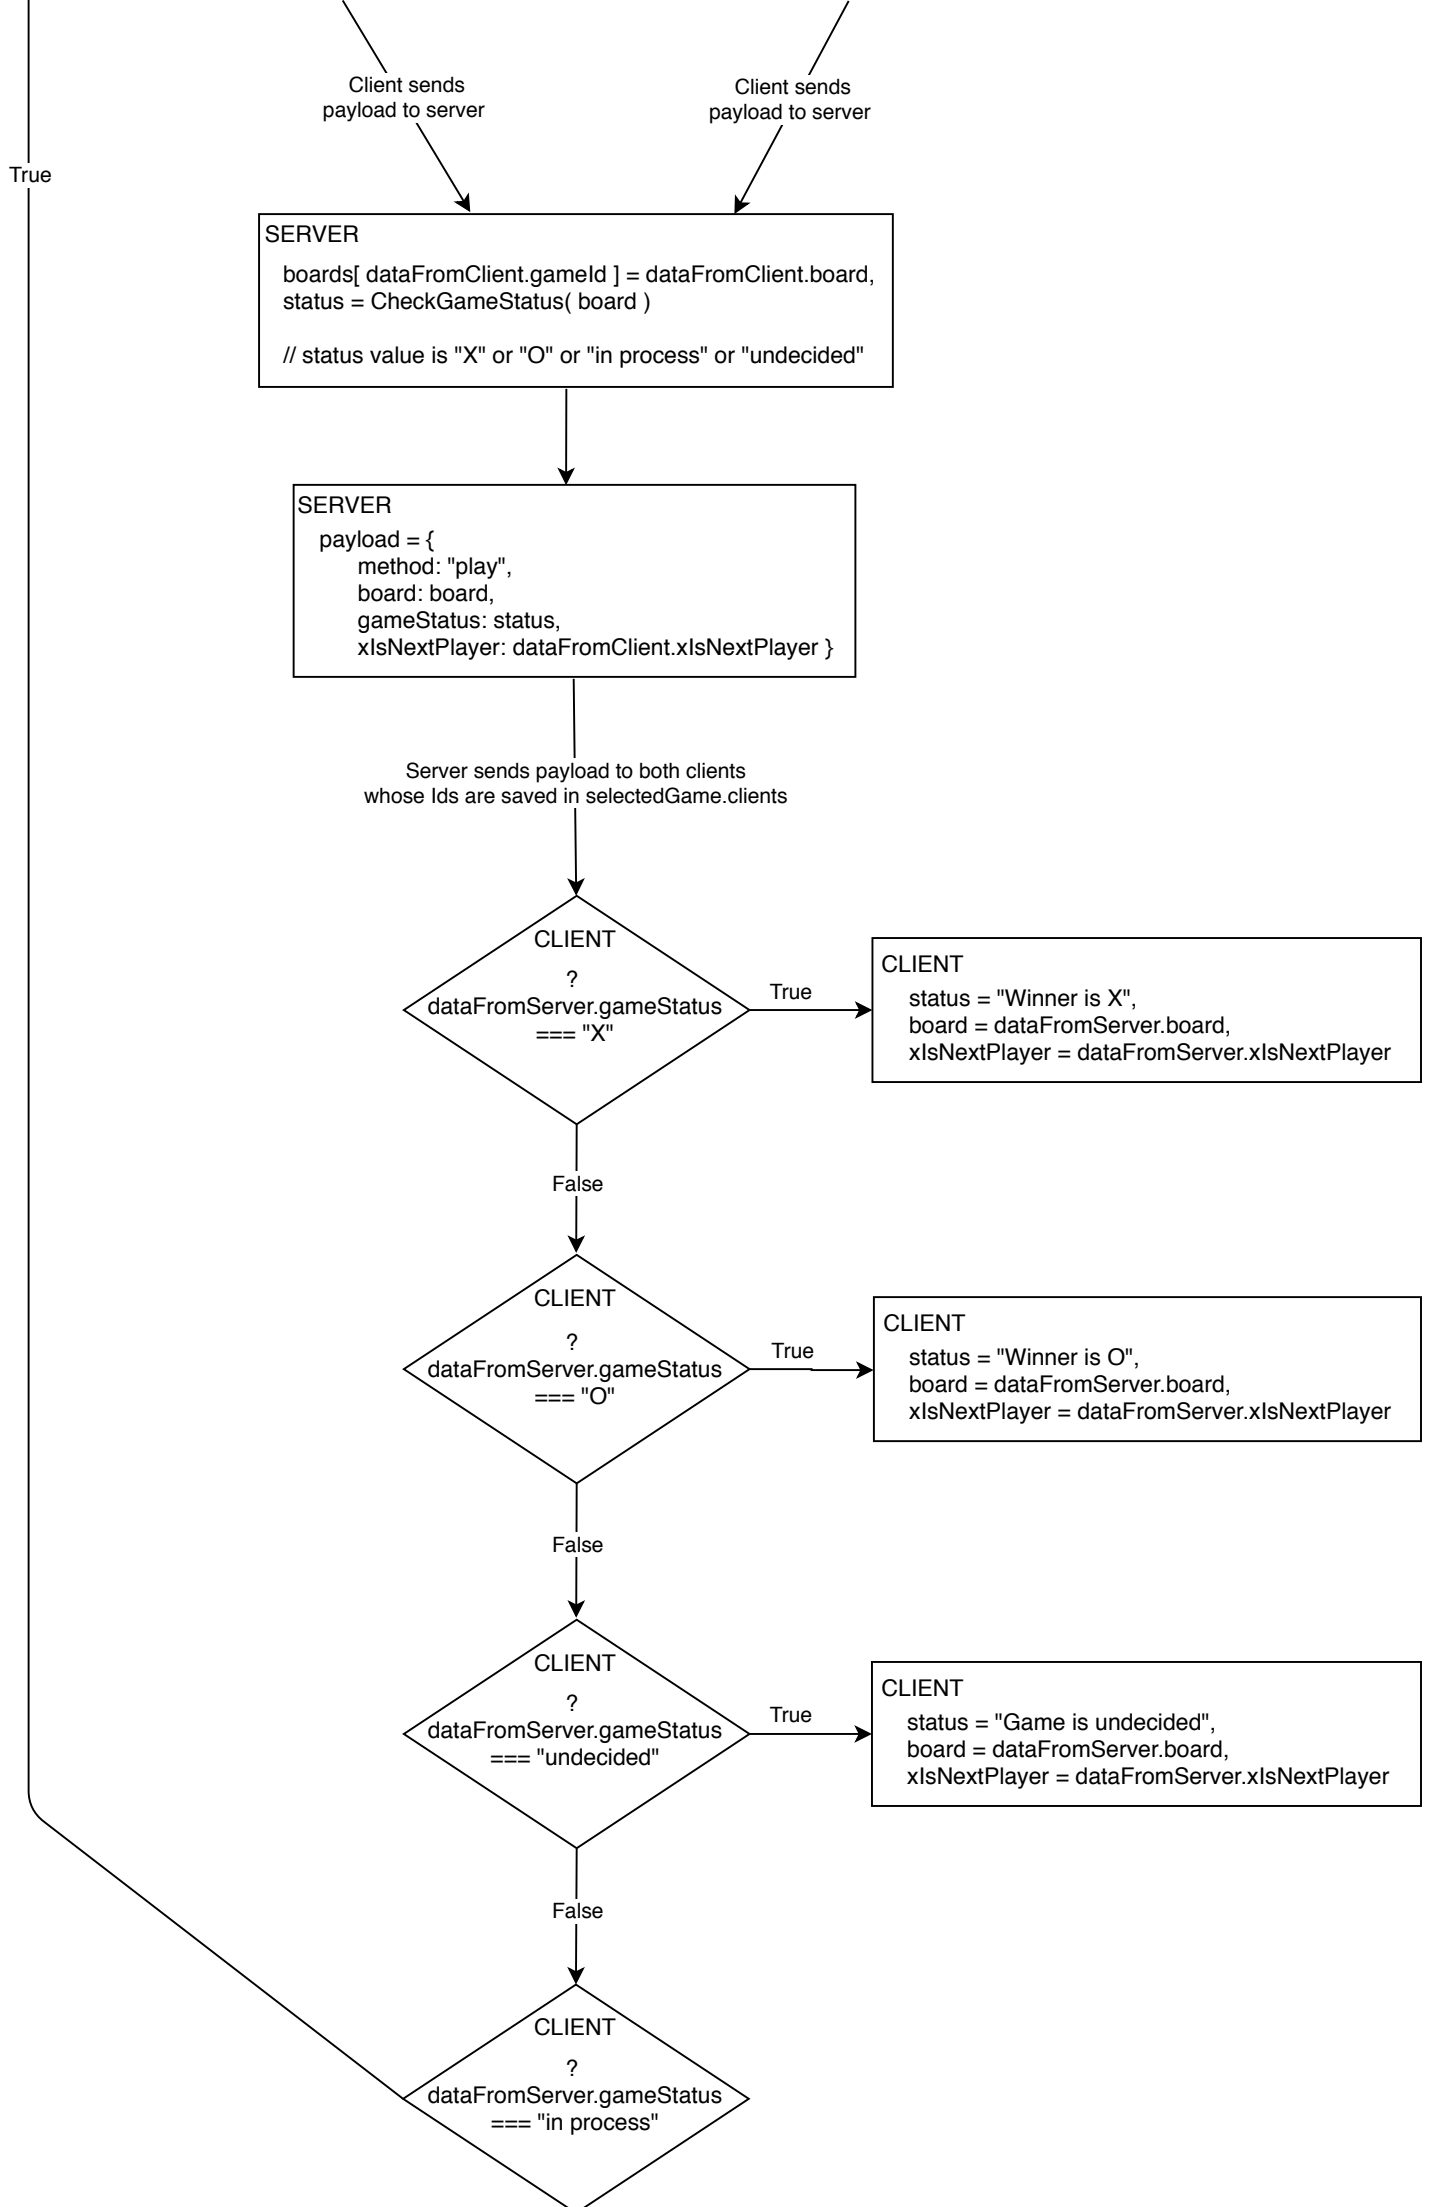 Client sends
payload to server
Client sends
payload to server
True
SERVER
boards[ dataFromClient.gameId ] = dataFromClient.board,
status = CheckGameStatus( board )
// status value is "X" or "O" or "in process" or "undecided"
SERVER
payload = {
method: "play",
board: board,
gameStatus: status,
xIsNextPlayer: dataFromClient.xIsNextPlayer }
Server sends payload to both clients
whose Ids are saved in selectedGame.clients
CLIENT
?
dataFromServer.gameStatus
=== "X"
True
CLIENT
status = "Winner is X",
board = dataFromServer.board,
xIsNextPlayer = dataFromServer.xIsNextPlayer
False
CLIENT
?
dataFromServer.gameStatus
=== "O"
True
CLIENT
status = "Winner is O",
board = dataFromServer.board,
xIsNextPlayer = dataFromServer.xIsNextPlayer
False
CLIENT
?
dataFromServer.gameStatus
=== "undecided"
True
CLIENT
status = "Game is undecided",
board = dataFromServer.board,
xIsNextPlayer = dataFromServer.xIsNextPlayer
False
CLIENT
?
dataFromServer.gameStatus
=== "in process"